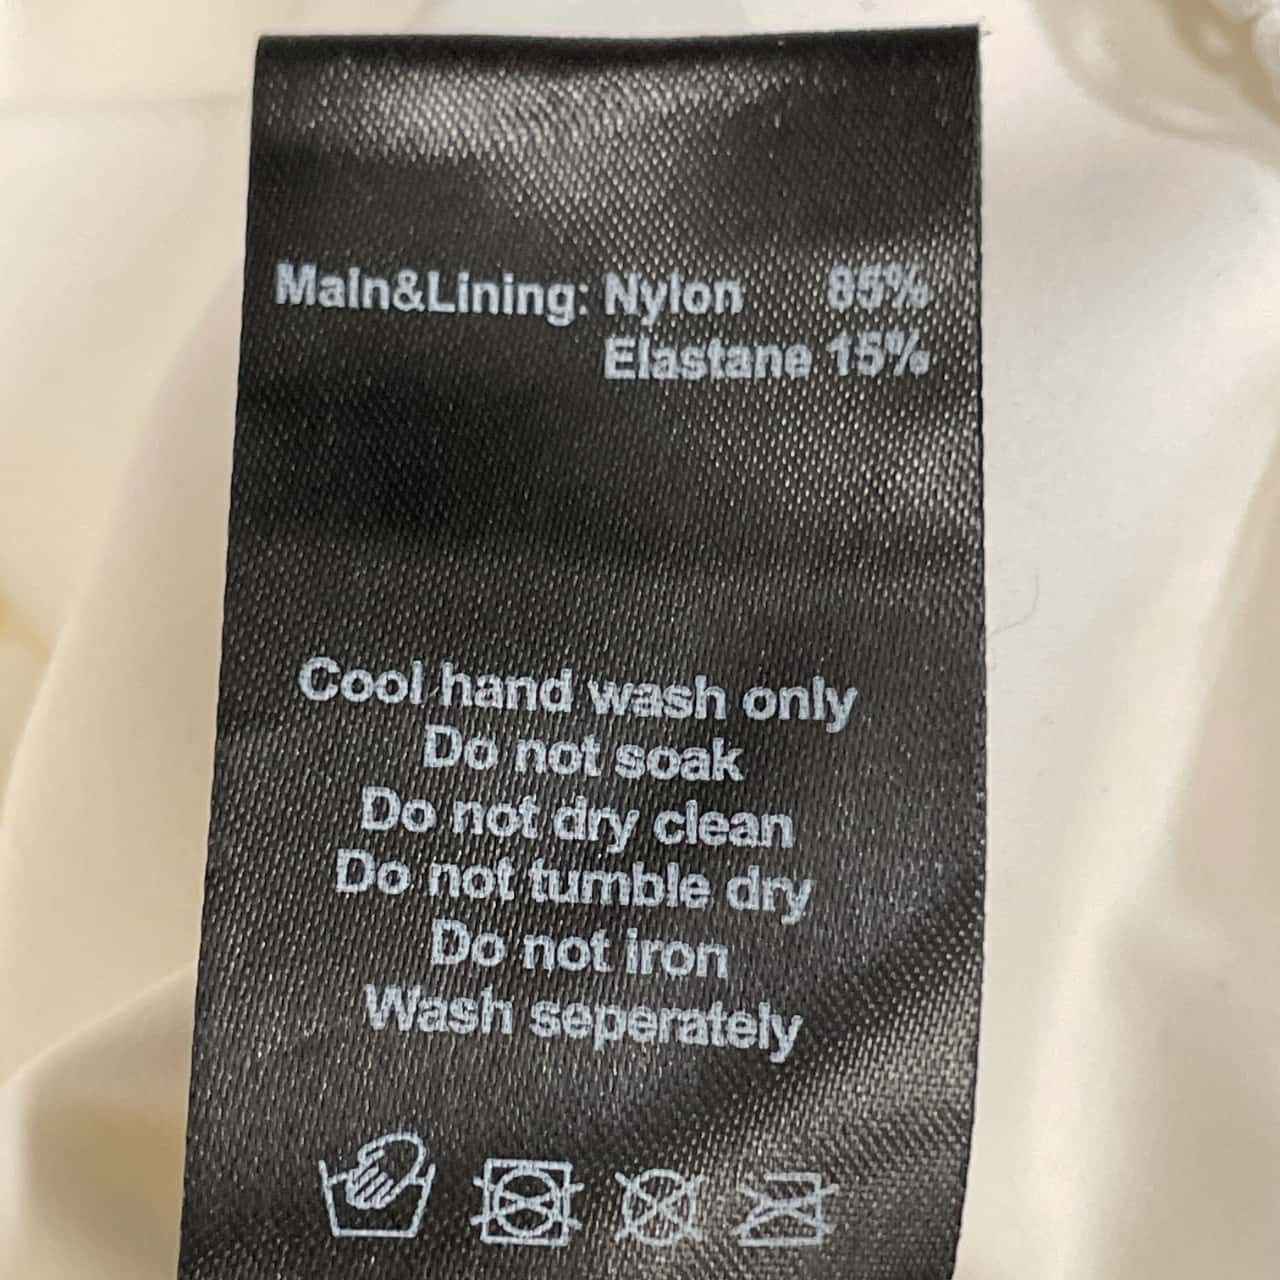 Main&Lining: Nylon 85%
Elastane 15%
Cool hand wash only
Do not soak
Do not dry clean
Do not tumble dry
Do not iron
Wash seperately